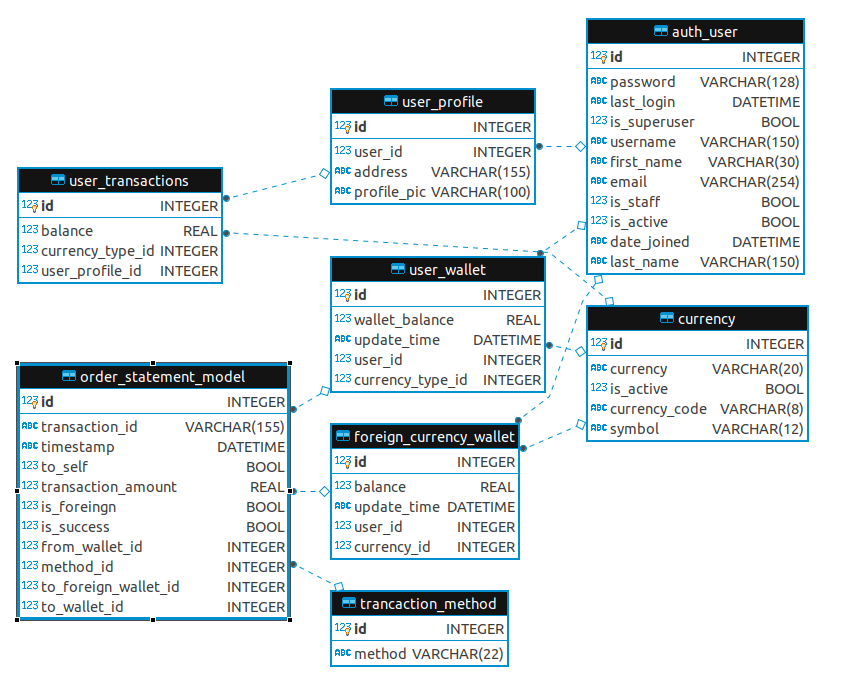 auth_user
123 id INTEGER
ABC password VARCHAR(128)
ABC last_login DATETIME
123 is_superuser BOOL
ABC username VARCHAR(150)
ABC first_name VARCHAR(30)
ABC email VARCHAR(254)
123 is_staff BOOL
123 is_active BOOL
ABC date_joined DATETIME
ABC last_name VARCHAR(150)
user_profile
123 id INTEGER
123 user_id INTEGER
ABC address VARCHAR(155)
ABC profile_pic VARCHAR(100)
user_transactions
123 id INTEGER
123 balance REAL
123 currency_type_id INTEGER
123 user_profile_id INTEGER
user_wallet
123 id INTEGER
123 wallet_balance REAL
ABC update_time DATETIME
123 user_id INTEGER
123 currency_type_id INTEGER
currency
123 id INTEGER
ABC currency VARCHAR(20)
123 is_active BOOL
ABC currency_code VARCHAR(8)
ABC symbol VARCHAR(12)
order_statement_model
123 id INTEGER
ABC transaction_id VARCHAR(155)
ABC timestamp DATETIME
123 to_self BOOL
123 transaction_amount REAL
123 is_foreingn BOOL
123 is_success BOOL
123 from_wallet_id INTEGER
123 method_id INTEGER
123 to_foreign_wallet_id INTEGER
123 to_wallet_id INTEGER
foreign_currency_wallet
123 id INTEGER
123 balance REAL
ABC update_time DATETIME
123 user_id INTEGER
123 currency_id INTEGER
trancaction_method
123 id INTEGER
ABC method VARCHAR(22)